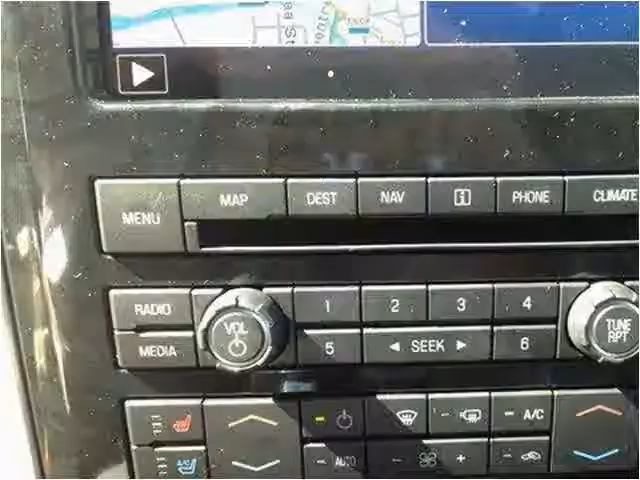 MENU MAP DEST NAV i PHONE CLIMATE
RADIO VOL 1 2 3 4 TUNE
MEDIA 5 ◄ SEEK ► 6 RPT
A/C
A/C AUTO - +